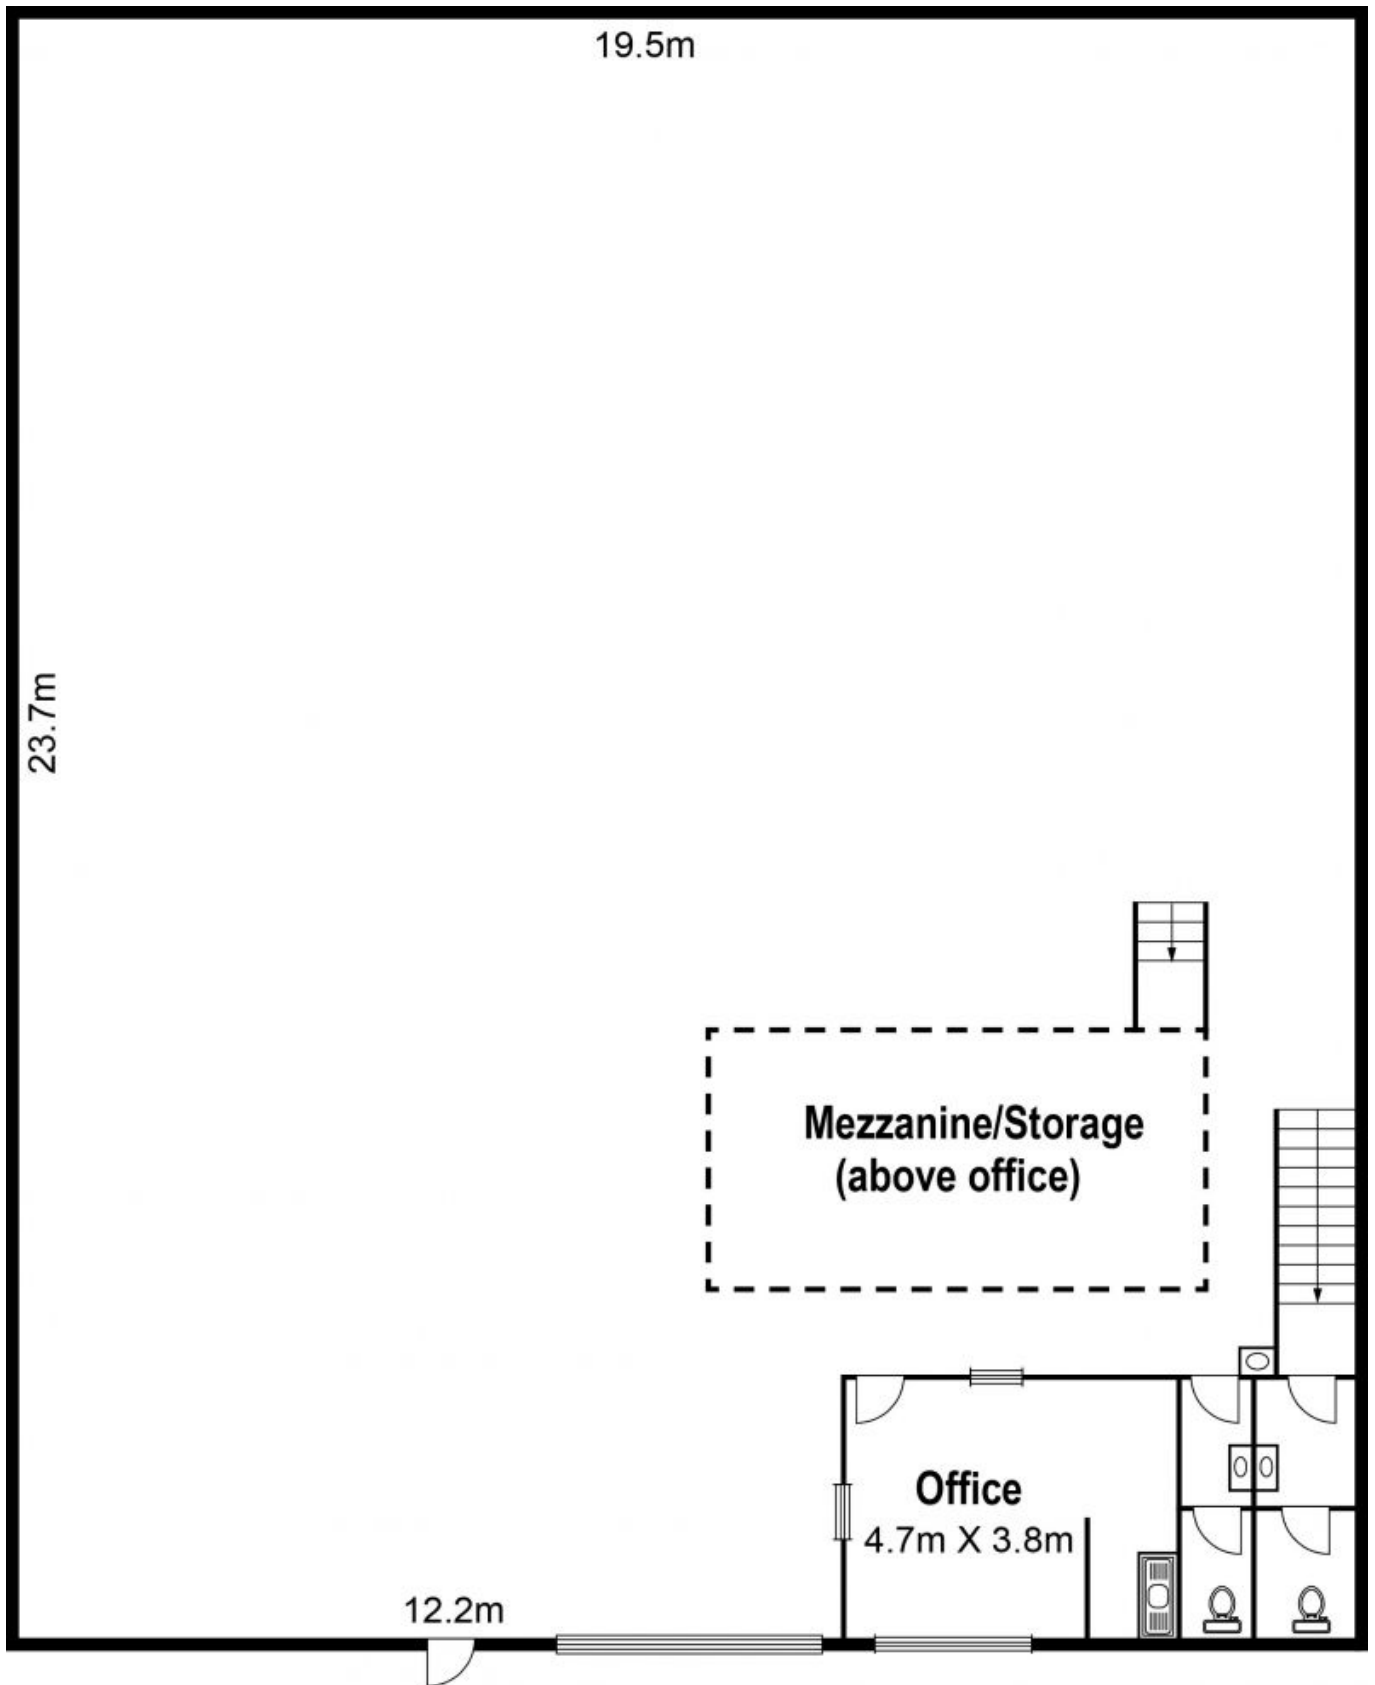 19.5m
23.7m
Mezzanine/Storage
(above office)
Office
4.7m X 3.8m
12.2m